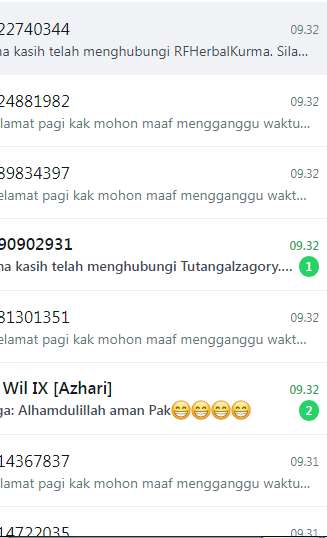 22740344 09.32
na kasih telah menghubungi RFHerbalKurma. Sila...
24881982 09.32
elamat pagi kak mohon maaf mengganggu waktu...
89834397 09.32
elamat pagi kak mohon maaf mengganggu wakt...
90902931 09.32
na kasih telah menghubungi Tutangalzagory.... 1
81301351 09.32
elamat pagi kak mohon maaf mengganggu wakt...
Wil IX [Azhari] 09.32
ga: Alhamdulillah aman Pak😁😁😁😁 2
14367837 09.31
elamat pagi kak mohon maaf mengganggu waktu...
14722035 09.31